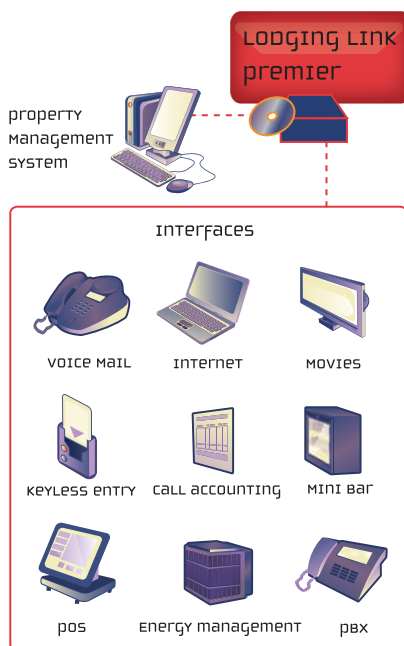 LODGING LINK
premier
property
management
system
Interfaces
Voice Mail
Internet
Movies
Keyless Entry
Call Accounting
Mini Bar
POS
Energy Management
PBX